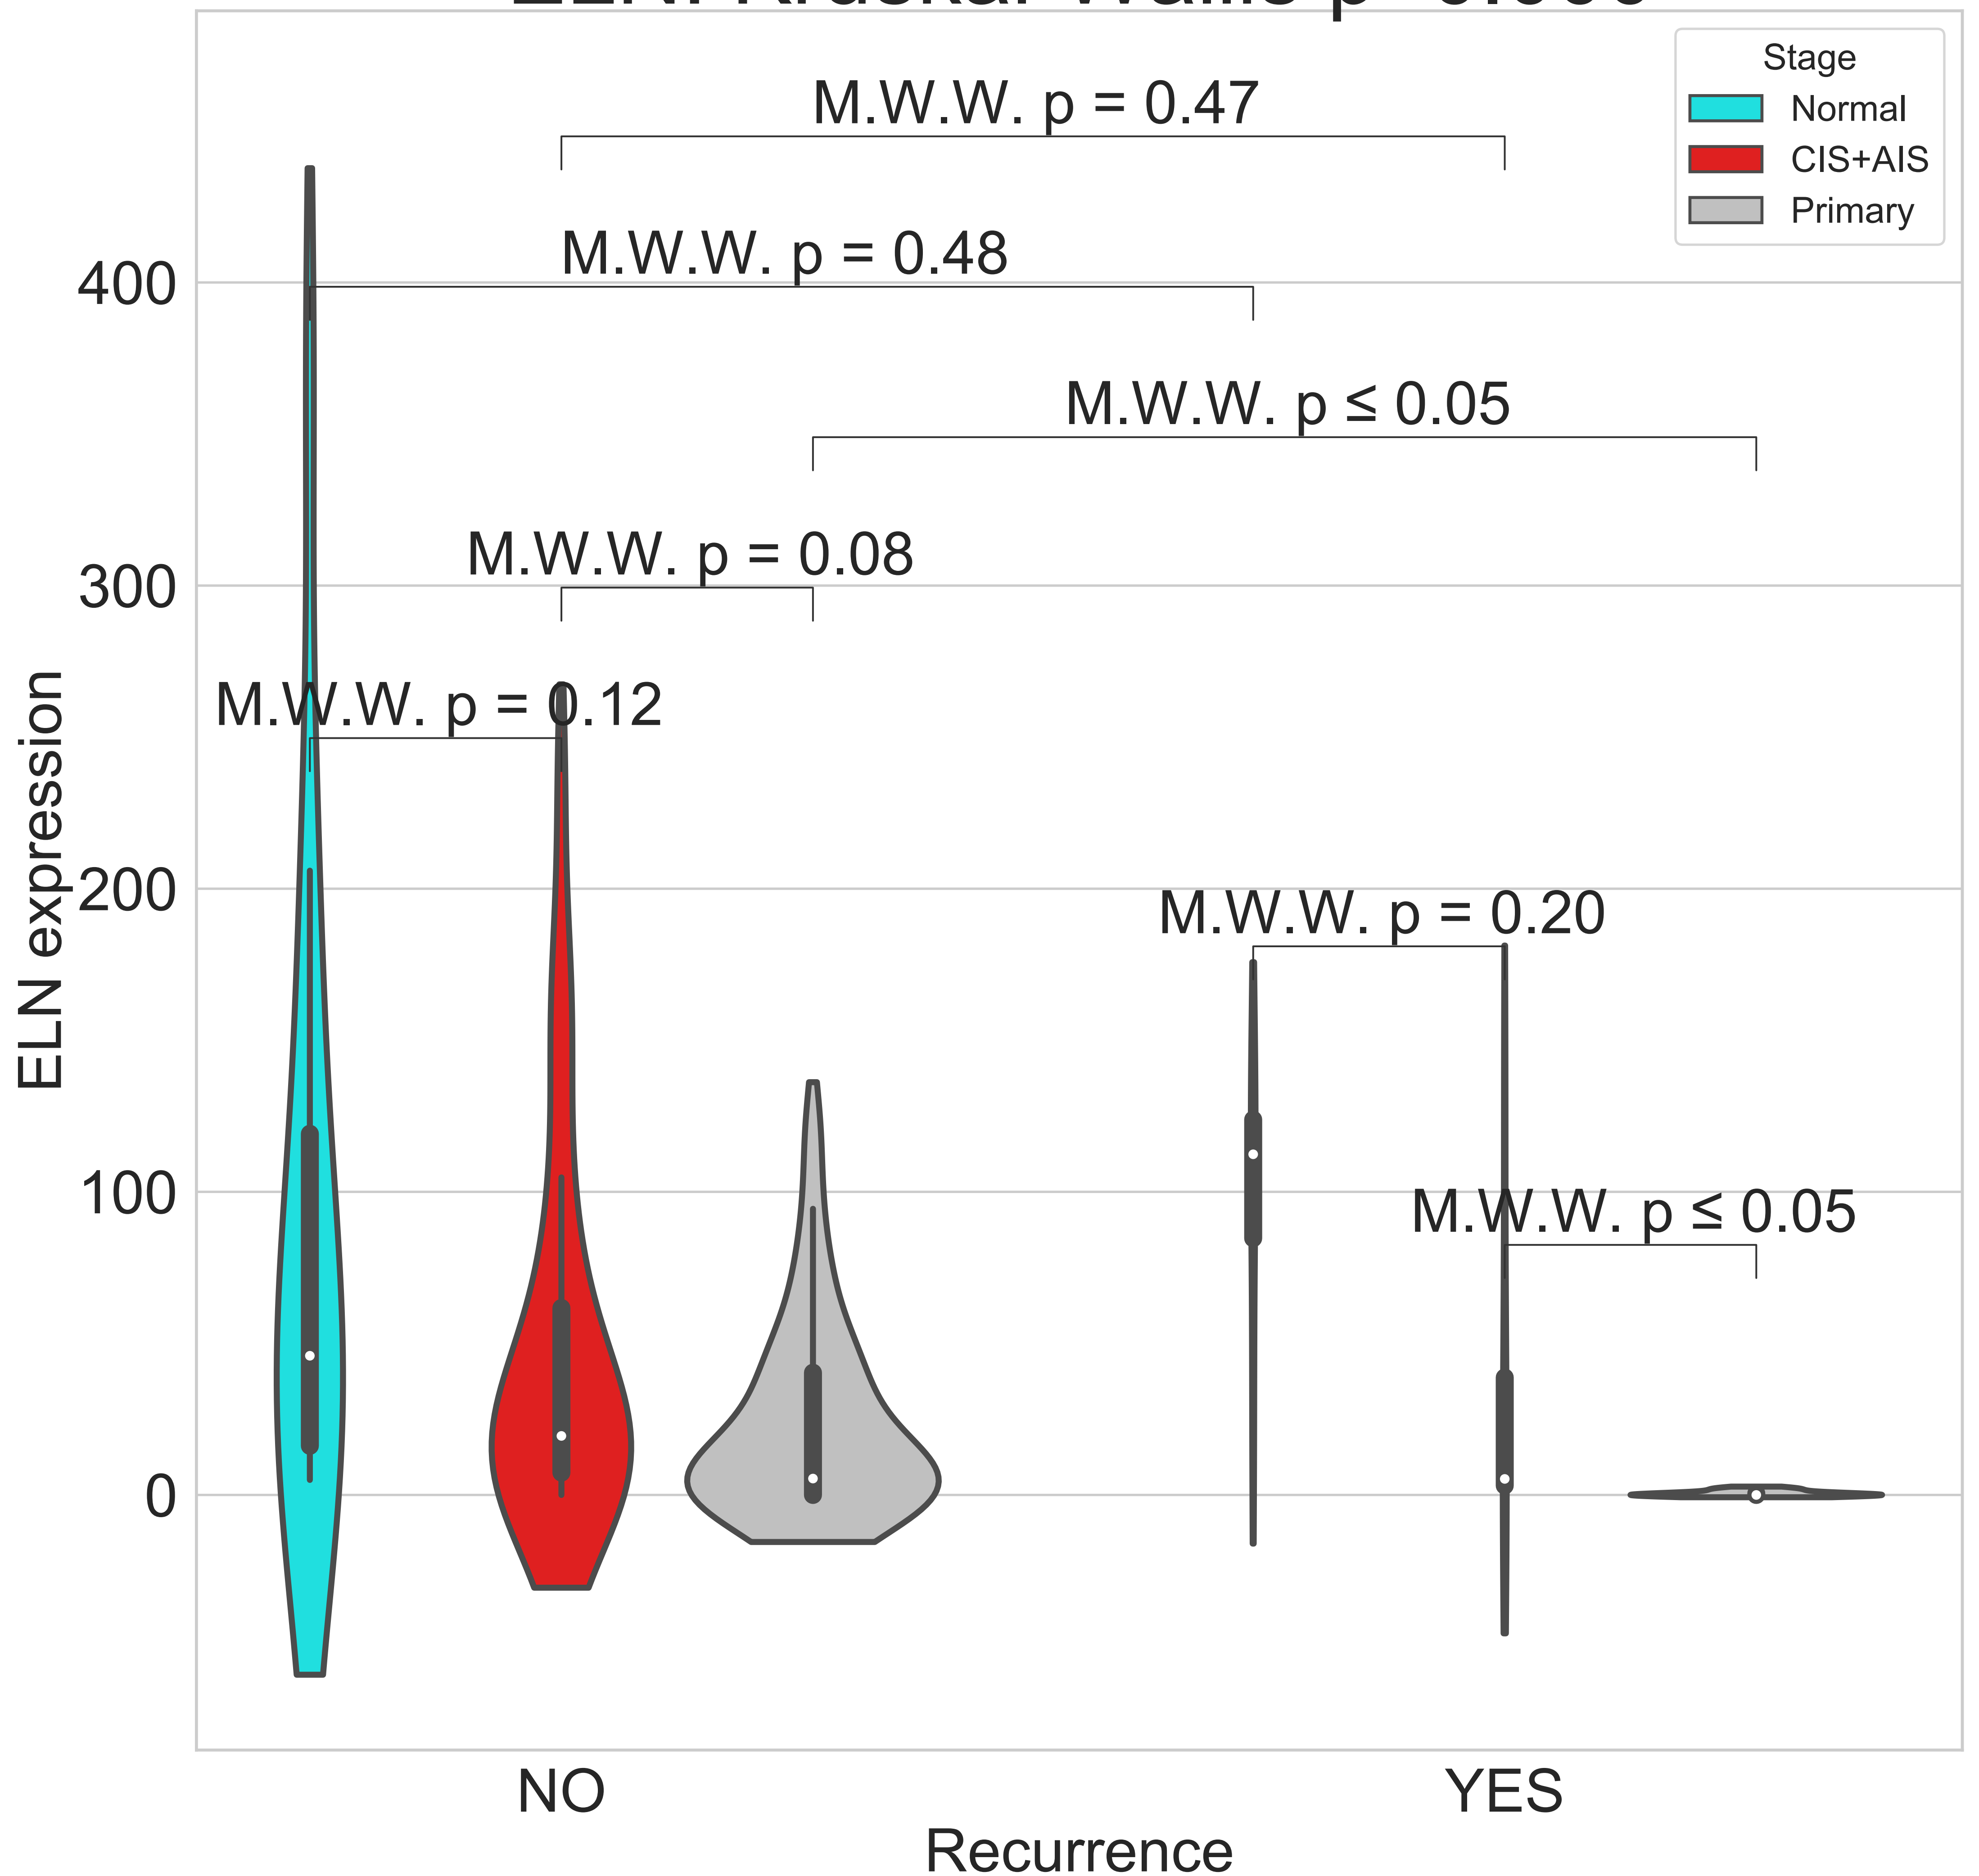 Stage
Normal
CIS+AIS
Primary
M.W.W. p = 0.47
M.W.W. p = 0.48
M.W.W. p ≤ 0.05
M.W.W. p = 0.08
M.W.W. p = 0.12
M.W.W. p = 0.20
M.W.W. p ≤ 0.05
400
300
200
100
0
ELN expression
NO
YES
Recurrence